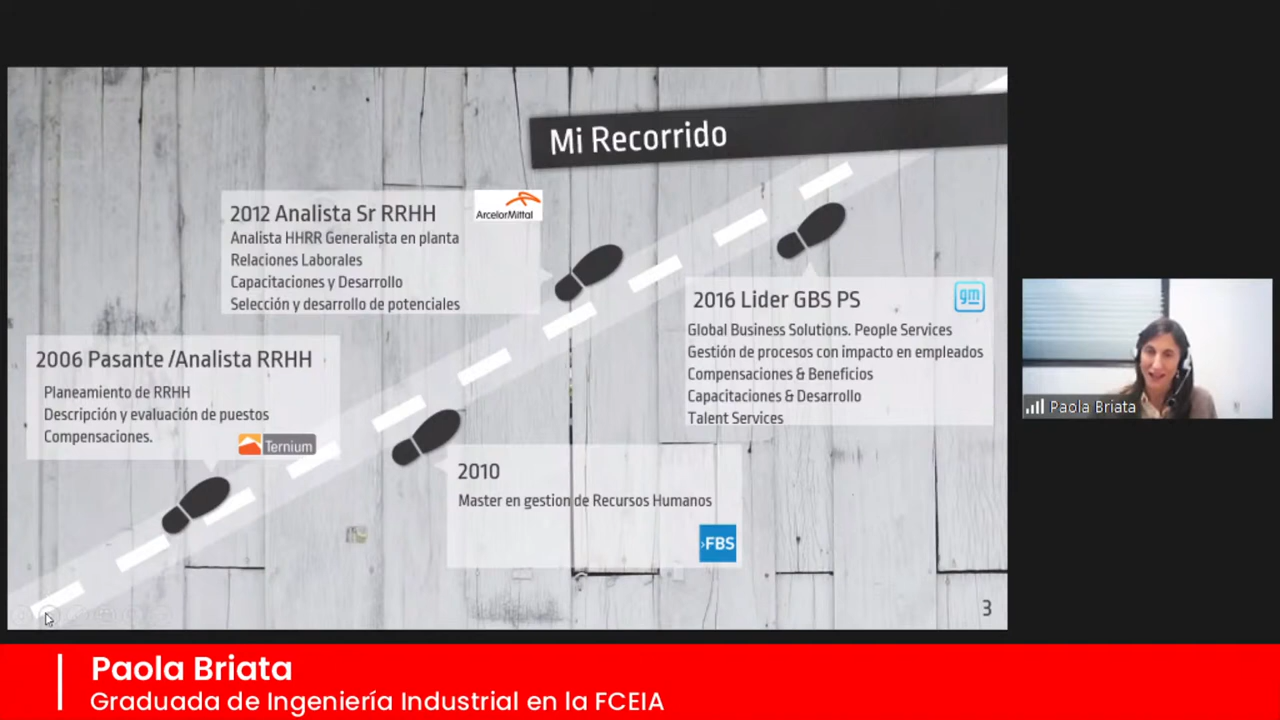 Mi Recorrido
2012 Analista Sr RRHH
ArcelorMittal
Analista HHRR Generalista en planta
Relaciones Laborales
Capacitaciones y Desarrollo
Selección y desarrollo de potenciales
2016 Lider GBS PS
gm
Global Business Solutions. People Services
Gestión de procesos con impacto en empleados
Compensaciones & Beneficios
Capacitaciones & Desarrollo
Talent Services
2006 Pasante /Analista RRHH
Planeamiento de RRHH
Descripción y evaluación de puestos
Compensaciones.
Ternium
2010
Master en gestion de Recursos Humanos
›FBS
3
Paola Briata
Paola Briata
Graduada de Ingeniería Industrial en la FCEIA